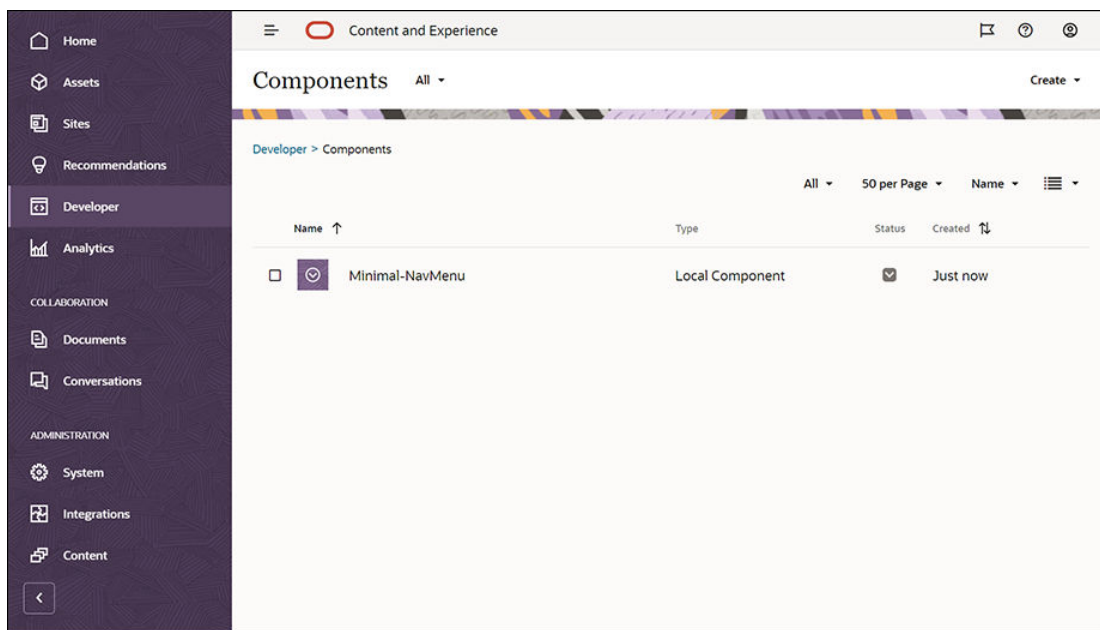 Home
Assets
Sites
Recommendations
Developer
Analytics
COLLABORATION
Documents
Conversations
ADMINISTRATION
System
Integrations
Content
Content and Experience
Components All
Create
Developer > Components
All 50 per Page Name
Name Type Status Created
Minimal-NavMenu Local Component Just now